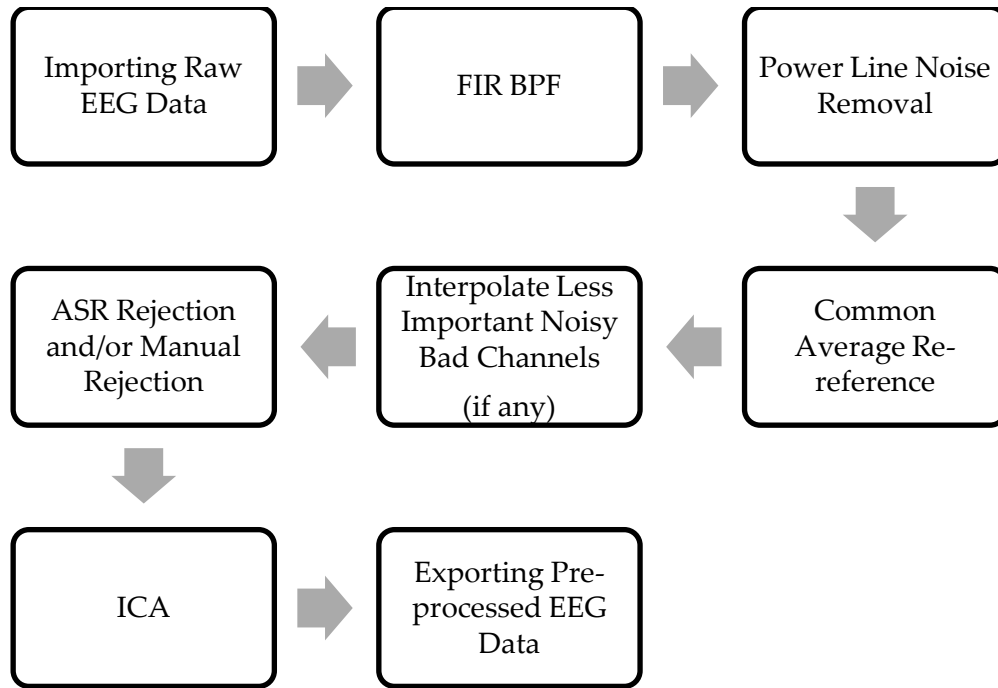 Importing Raw
EEG Data
FIR BPF
Power Line Noise
Removal
Common
Average Re-
reference
Interpolate Less
Important Noisy
Bad Channels
(if any)
ASR Rejection
and/or Manual
Rejection
ICA
Exporting Pre-
processed EEG
Data